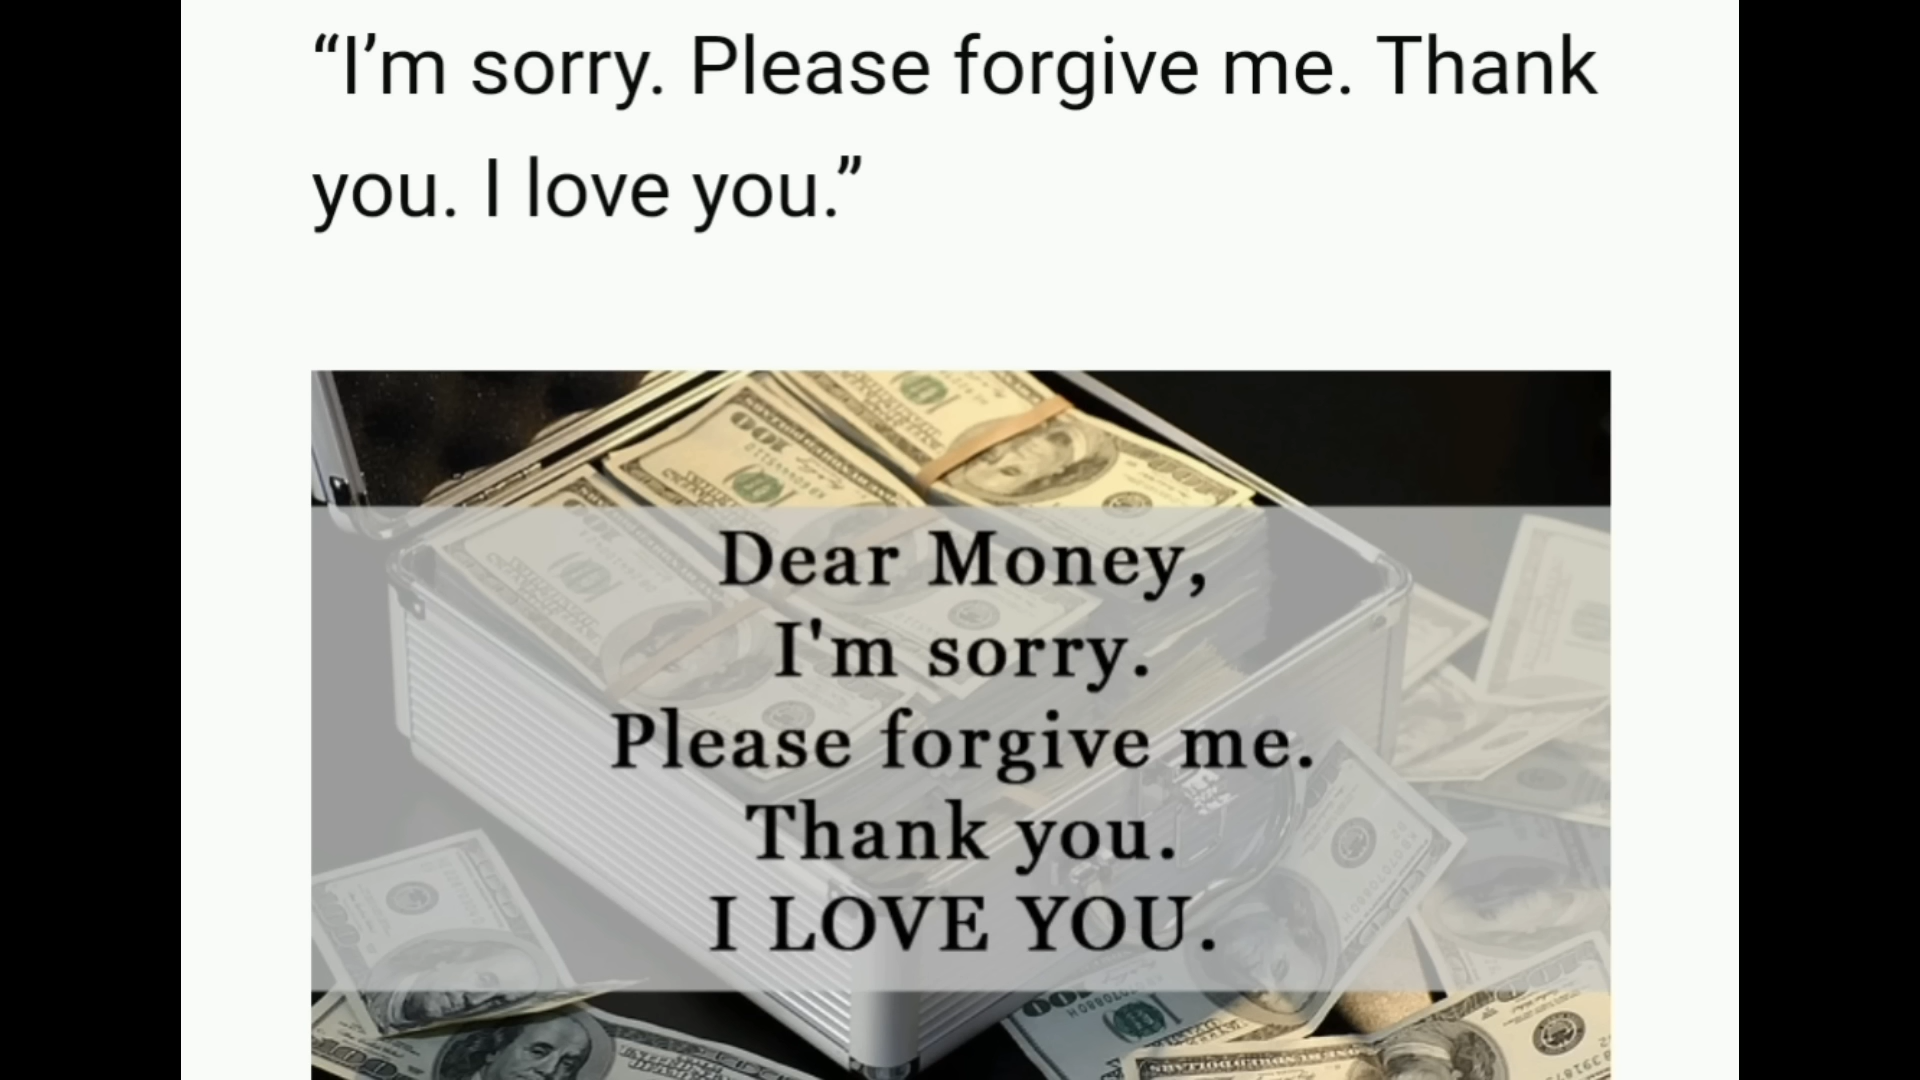 “I’m sorry. Please forgive me. Thank
you. I love you.”
Dear Money,
I'm sorry.
Please forgive me.
Thank you.
I LOVE YOU.